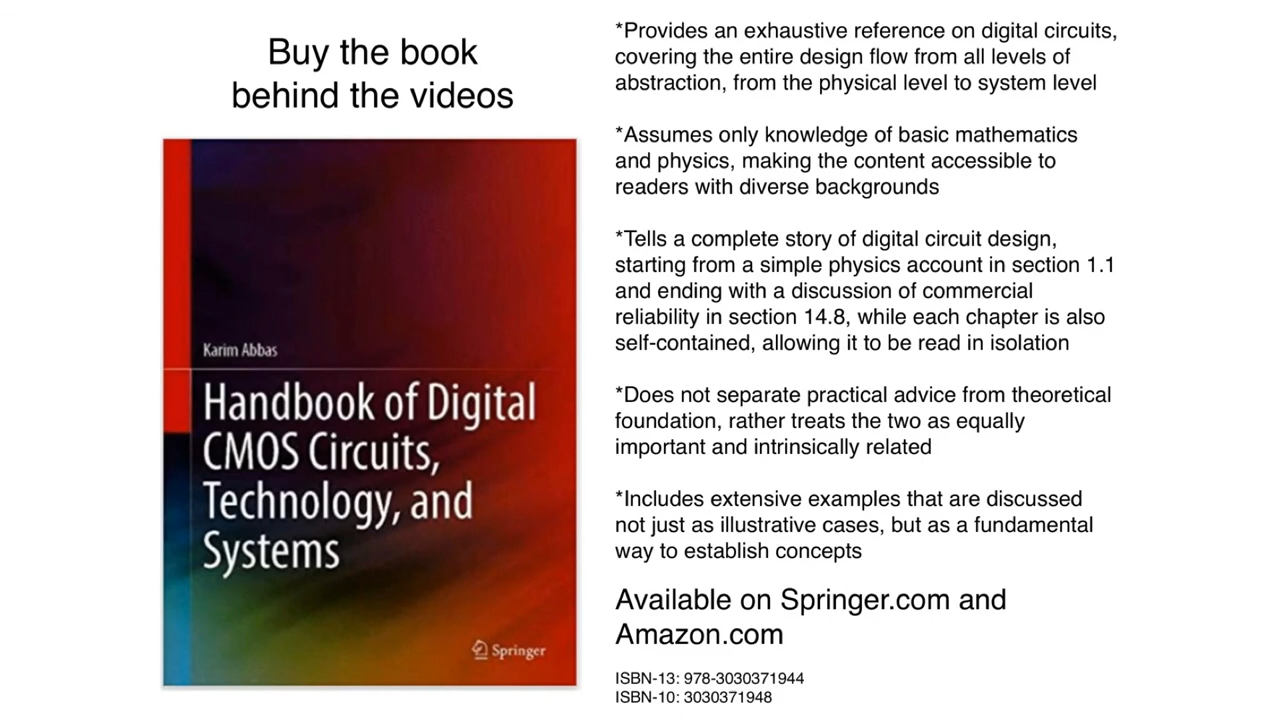 Buy the book
behind the videos
Karim Abbas
Handbook of Digital
CMOS Circuits,
Technology, and
Systems
Springer
*Provides an exhaustive reference on digital circuits,
covering the entire design flow from all levels of
abstraction, from the physical level to system level
*Assumes only knowledge of basic mathematics
and physics, making the content accessible to
readers with diverse backgrounds
*Tells a complete story of digital circuit design,
starting from a simple physics account in section 1.1
and ending with a discussion of commercial
reliability in section 14.8, while each chapter is also
self-contained, allowing it to be read in isolation
*Does not separate practical advice from theoretical
foundation, rather treats the two as equally
important and intrinsically related
*Includes extensive examples that are discussed
not just as illustrative cases, but as a fundamental
way to establish concepts
Available on Springer.com and
Amazon.com
ISBN-13: 978-3030371944
ISBN-10: 3030371948